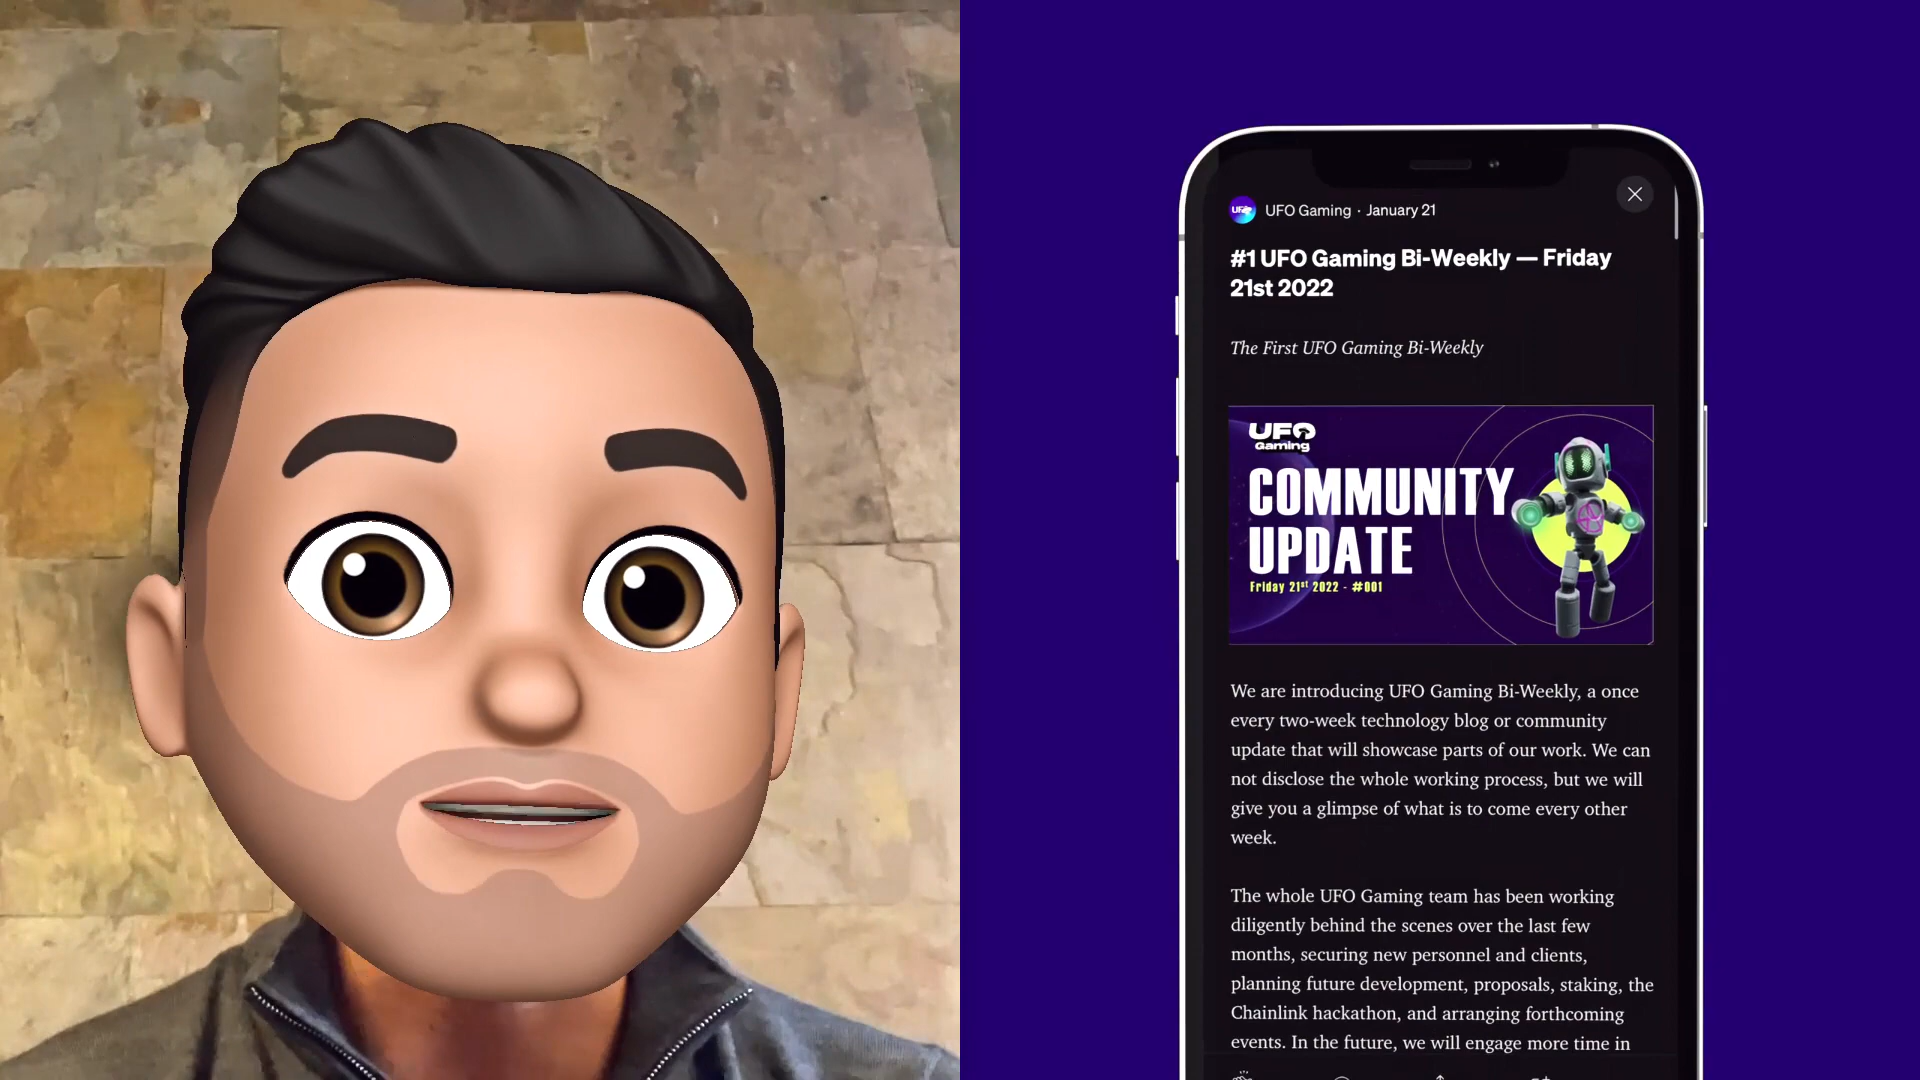 UFO Gaming · January 21
#1 UFO Gaming Bi-Weekly — Friday
21st 2022
The First UFO Gaming Bi-Weekly
UFO
Gaming
COMMUNITY
UPDATE
Friday 21st 2022 - #001
We are introducing UFO Gaming Bi-Weekly, a once
every two-week technology blog or community
update that will showcase parts of our work. We can
not disclose the whole working process, but we will
give you a glimpse of what is to come every other
week.
The whole UFO Gaming team has been working
diligently behind the scenes over the last few
months, securing new personnel and clients,
planning future development, proposals, staking, the
Chainlink hackathon, and arranging forthcoming
events. In the future, we will engage more time in